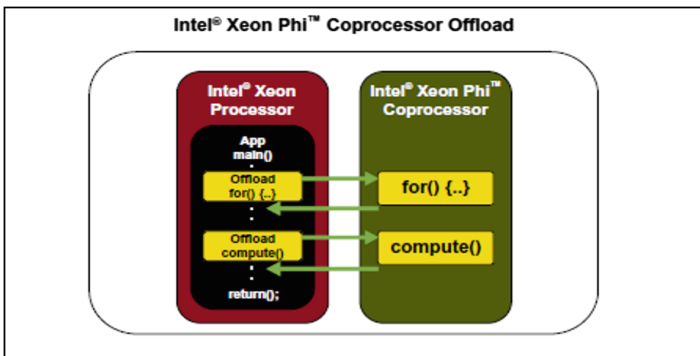 Intel® Xeon Phi™ Coprocessor Offload
Intel® Xeon
Processor
App
main()
Offload
for() {..}
Offload
compute()
return();
Intel® Xeon Phi™
Coprocessor
for() {..}
compute()